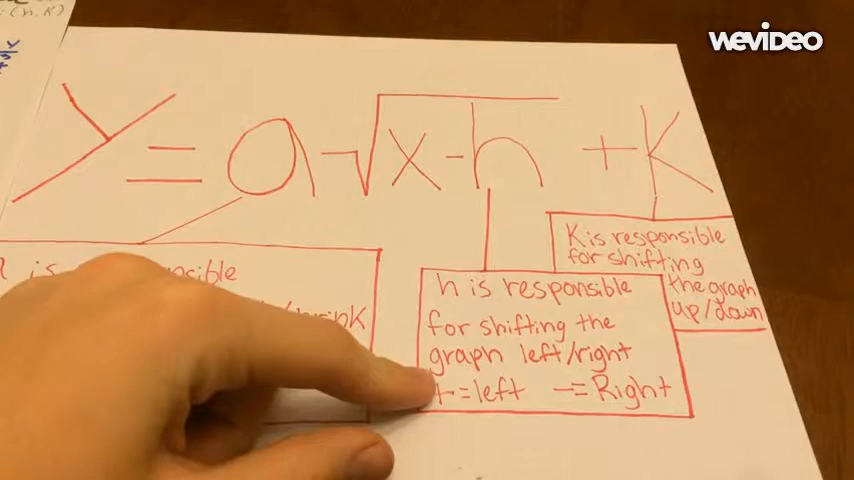 wevideo
y = a √x-h + K
K is responsible
for shifting
the graph
up/down
is
h is responsible
for shifting the
graph left/right
+=left -=Right